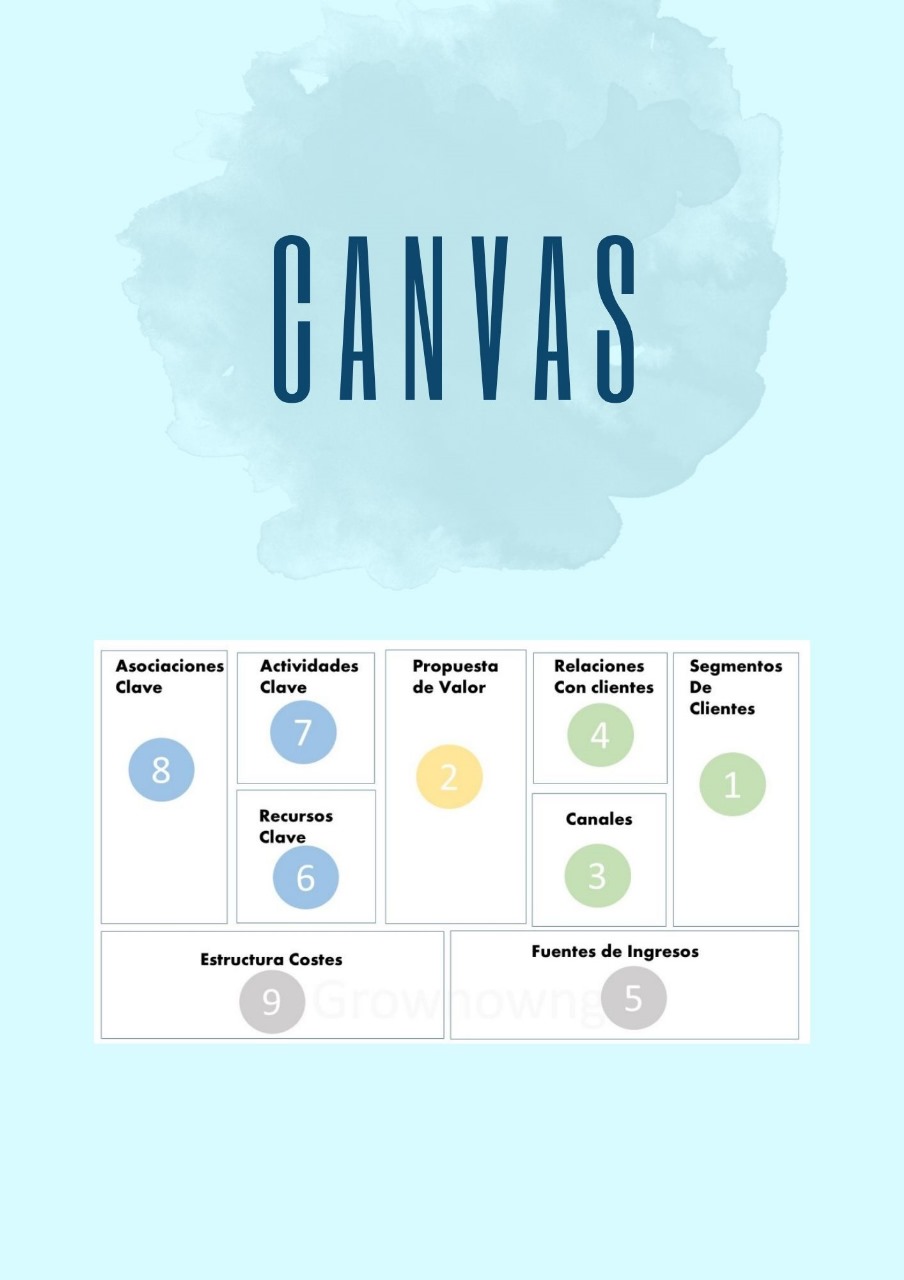 CANVAS
Asociaciones
Clave
8
Actividades
Clave
7
Recursos
Clave
6
Propuesta
de Valor
2
Relaciones
Con clientes
4
Canales
3
Segmentos
De
Clientes
1
Estructura Costes
9
Fuentes de Ingresos
5